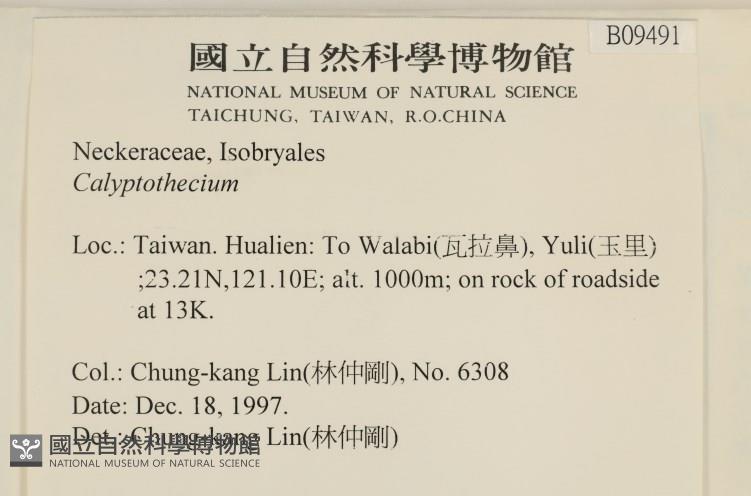 B09491
國立自然科學博物館
NATIONAL MUSEUM OF NATURAL SCIENCE
TAICHUNG, TAIWAN, R.O.CHINA
Neckeraceae, Isobryales
Calyptothecium
Loc.: Taiwan. Hualien: To Walabi(瓦拉鼻), Yuli(玉里)
;23.21N,121.10E; alt. 1000m; on rock of roadside
at 13K.
Col.: Chung-kang Lin(林仲剛), No. 6308
Date: Dec. 18, 1997.
Det.: Chung-kang Lin(林仲剛)
國立自然科學博物館
NATIONAL MUSEUM OF NATURAL SCIENCE